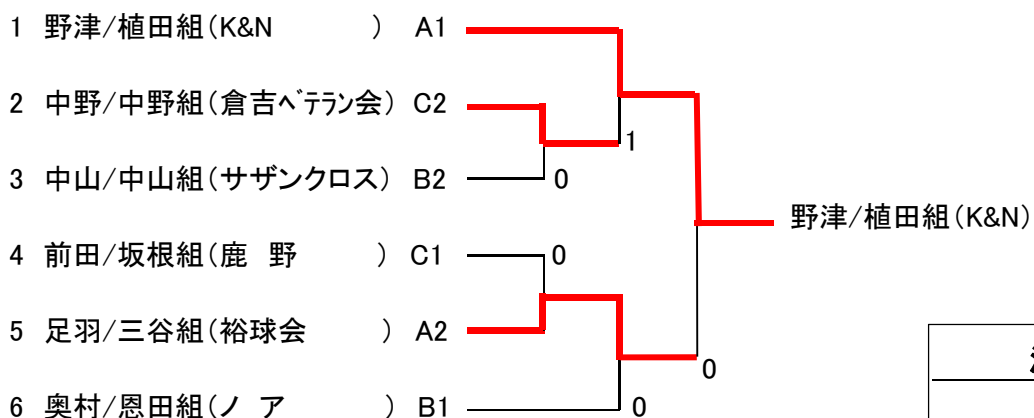 1 野津/植田組(K&N　　　) A1
2 中野/中野組(倉吉ベテラン会) C2
1
3 中山/中山組(サザンクロス) B2
0
野津/植田組(K&N)
4 前田/坂根組(鹿 野　　　) C1
0
5 足羽/三谷組(裕球会　　　) A2
0
6 奥村/恩田組(ノ ア　　　) B1
0